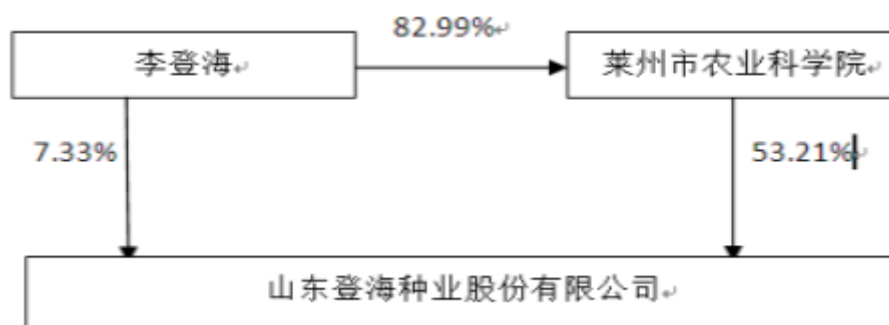 82.99%
李登海
莱州市农业科学院
7.33%
53.21%
山东登海种业股份有限公司